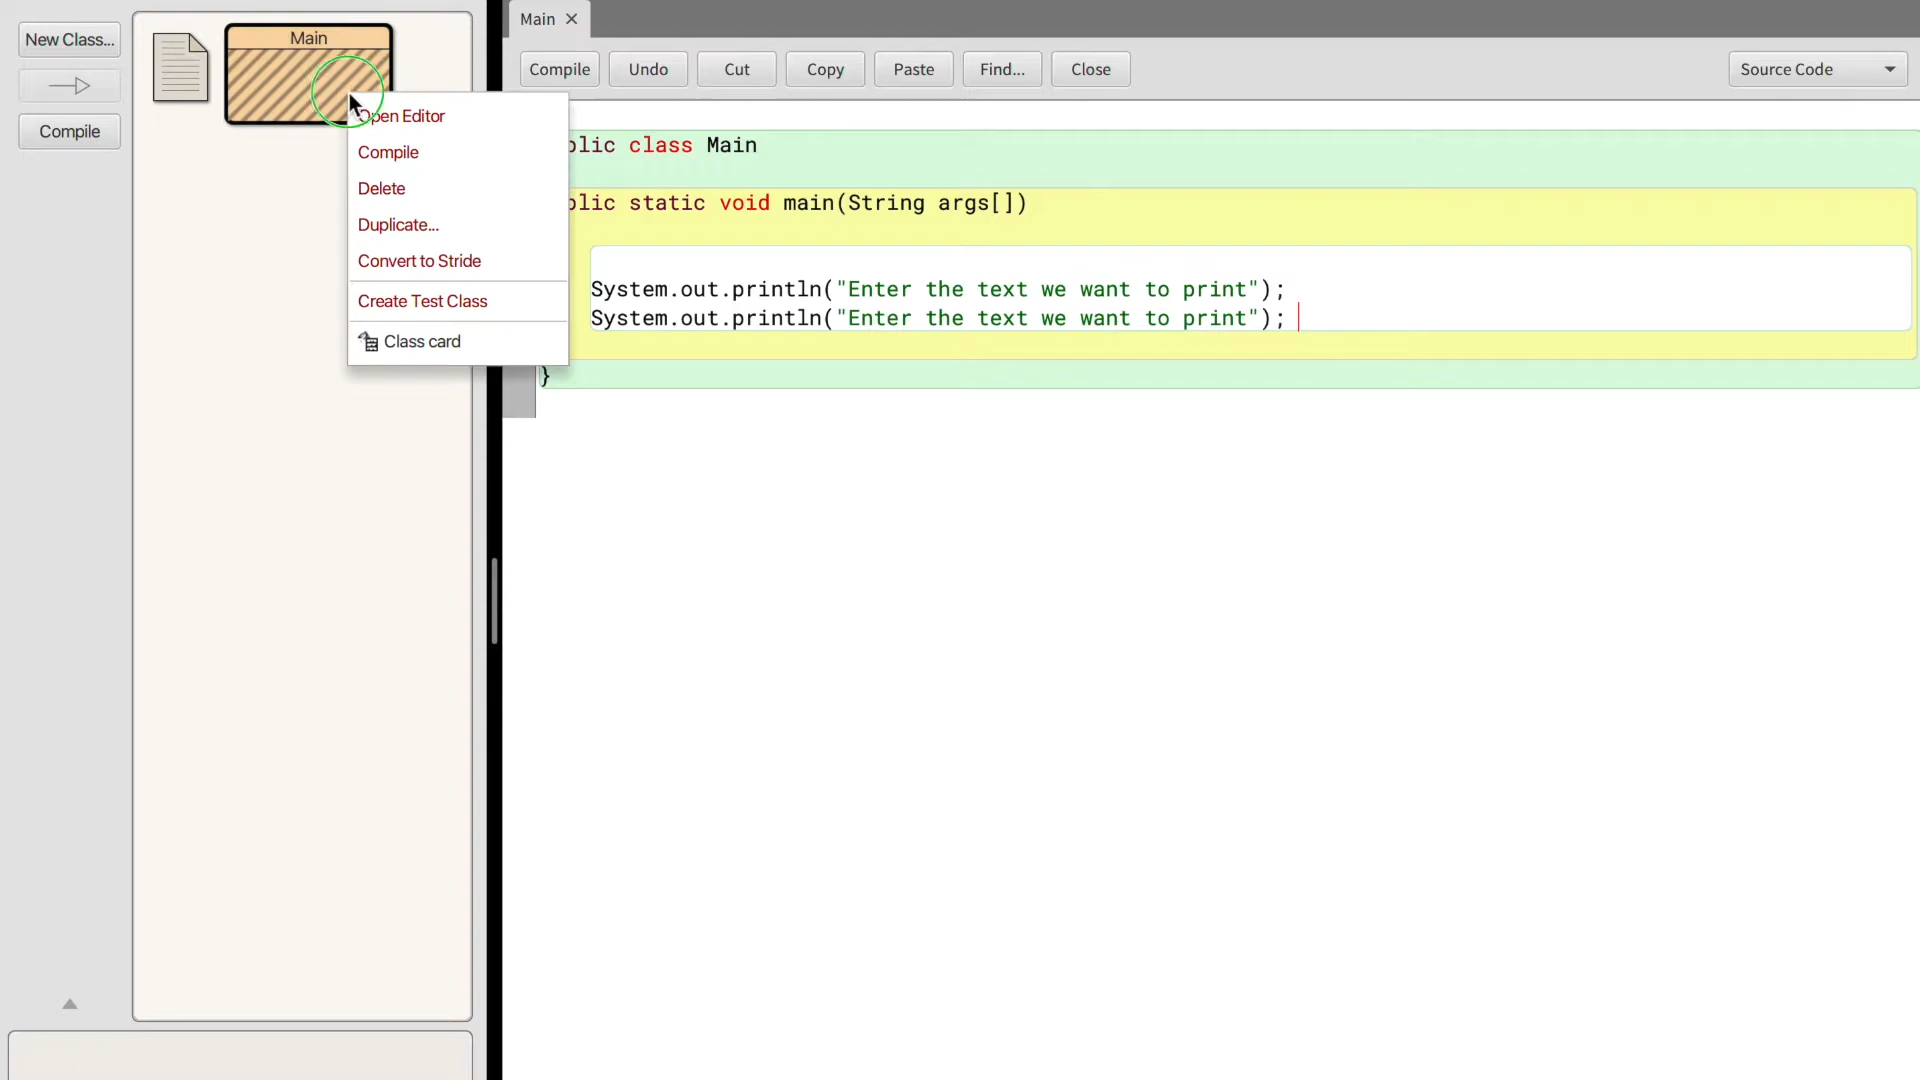 New Class...
Compile
Main
Open Editor
Compile
Delete
Duplicate...
Convert to Stride
Create Test Class
Class card
Main
Compile
Undo
Cut
Copy
Paste
Find...
Close
Source Code
blic class Main
blic static void main(String args[])
System.out.println("Enter the text we want to print");
System.out.println("Enter the text we want to print");
}